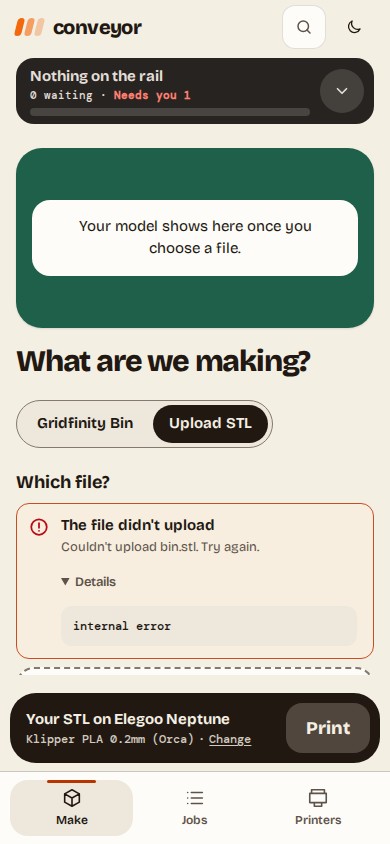 conveyor
Nothing on the rail
0 waiting · Needs you 1
Your model shows here once you
choose a file.
What are we making?
Gridfinity Bin
Upload STL
Which file?
The file didn't upload
Couldn't upload bin.stl. Try again.
▼ Details
internal error
Your STL on Elegoo Neptune
Klipper PLA 0.2mm (Orca) · Change
Print
Make
Jobs
Printers